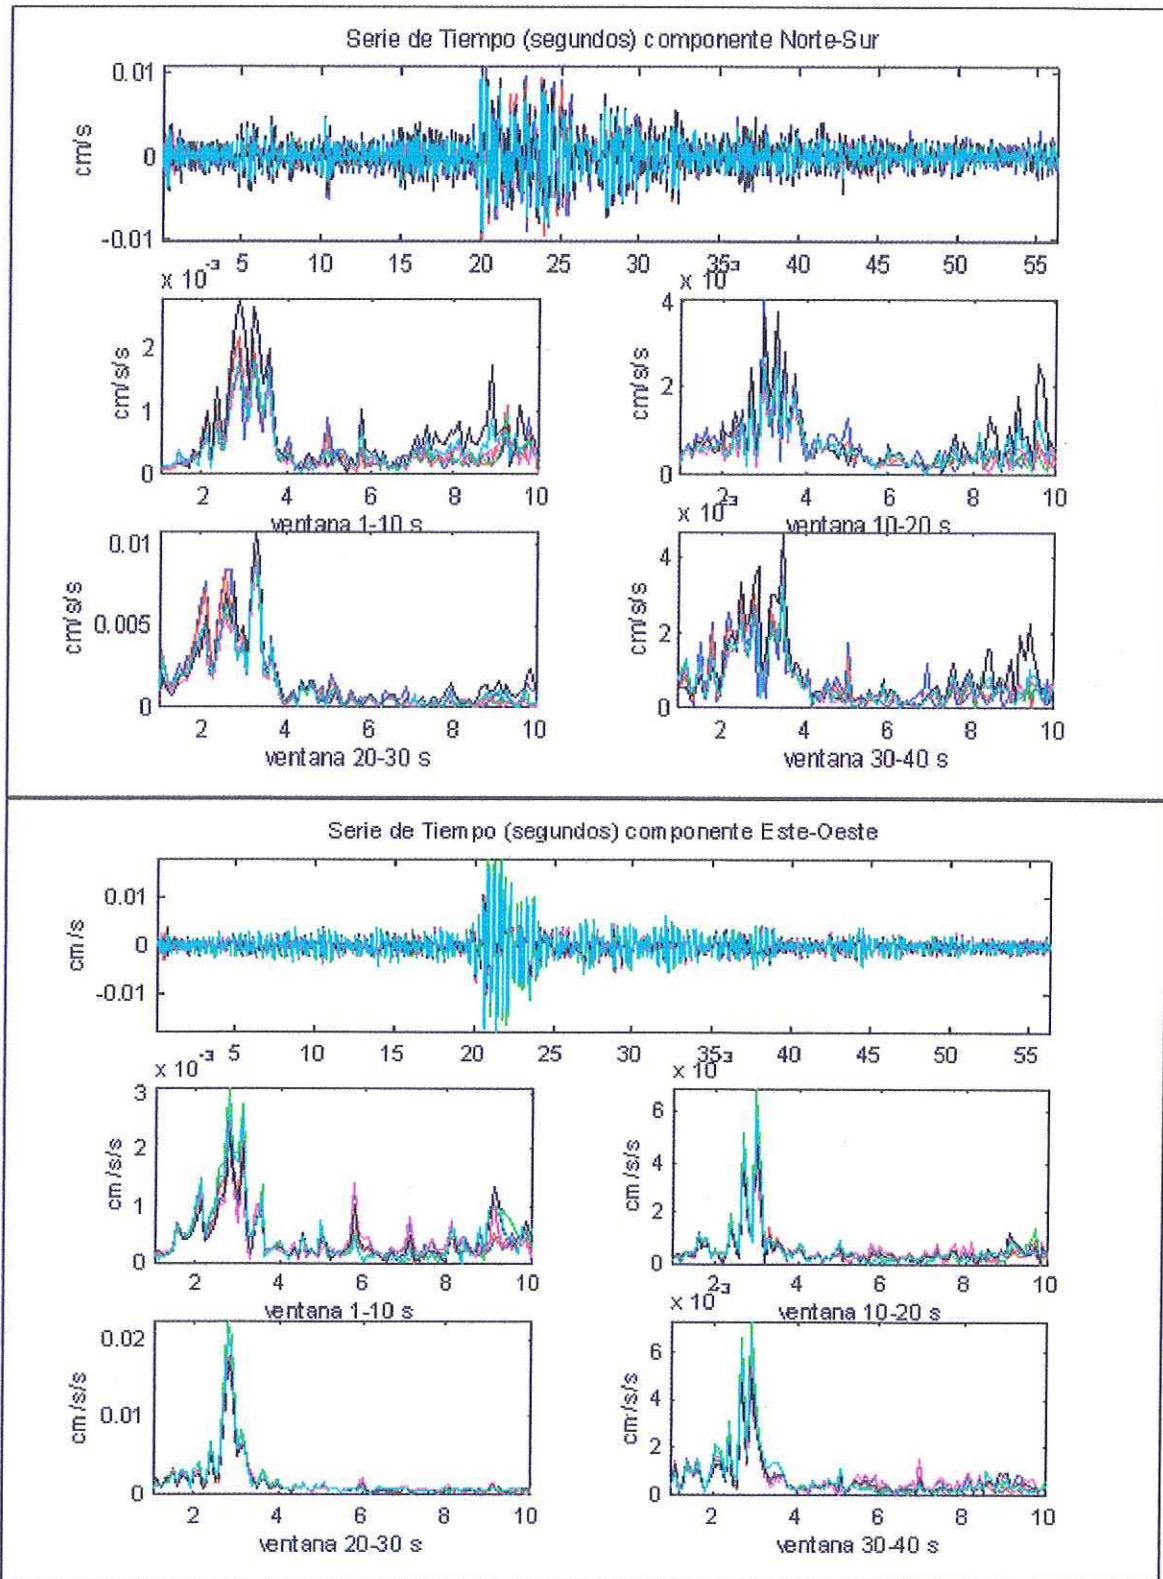 Serie de Tiempo (segundos) componente Norte-Sur
0.01
cm/s
0
-0.01
5 10 15 20 25 30 35 40 45 50 55
x 10⁻³
x 10⁻³
2
cm/s/s
1
0
2 4 6 8 10
ventana 1-10 s
4
cm/s/s
2
0
2 4 6 8 10
ventana 10-20 s
0.01
cm/s/s
0.005
0
2 4 6 8 10
ventana 20-30 s
x 10⁻³
4
cm/s/s
2
0
2 4 6 8 10
ventana 30-40 s
Serie de Tiempo (segundos) componente Este-Oeste
0.01
cm/s
0
-0.01
5 10 15 20 25 30 35 40 45 50 55
x 10⁻³
x 10⁻³
3
2
cm/s/s
1
0
2 4 6 8 10
ventana 1-10 s
6
4
cm/s/s
2
0
2 4 6 8 10
ventana 10-20 s
0.02
cm/s/s
0.01
0
2 4 6 8 10
ventana 20-30 s
x 10⁻³
6
4
cm/s/s
2
0
2 4 6 8 10
ventana 30-40 s